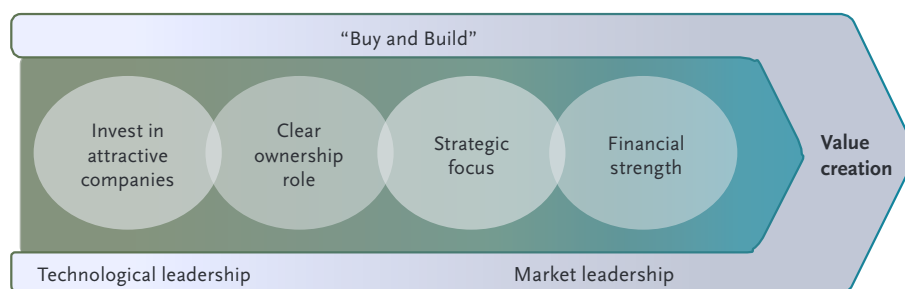 “Buy and Build”
Invest in
attractive
companies
Clear
ownership
role
Strategic
focus
Financial
strength
Value
creation
Technological leadership
Market leadership